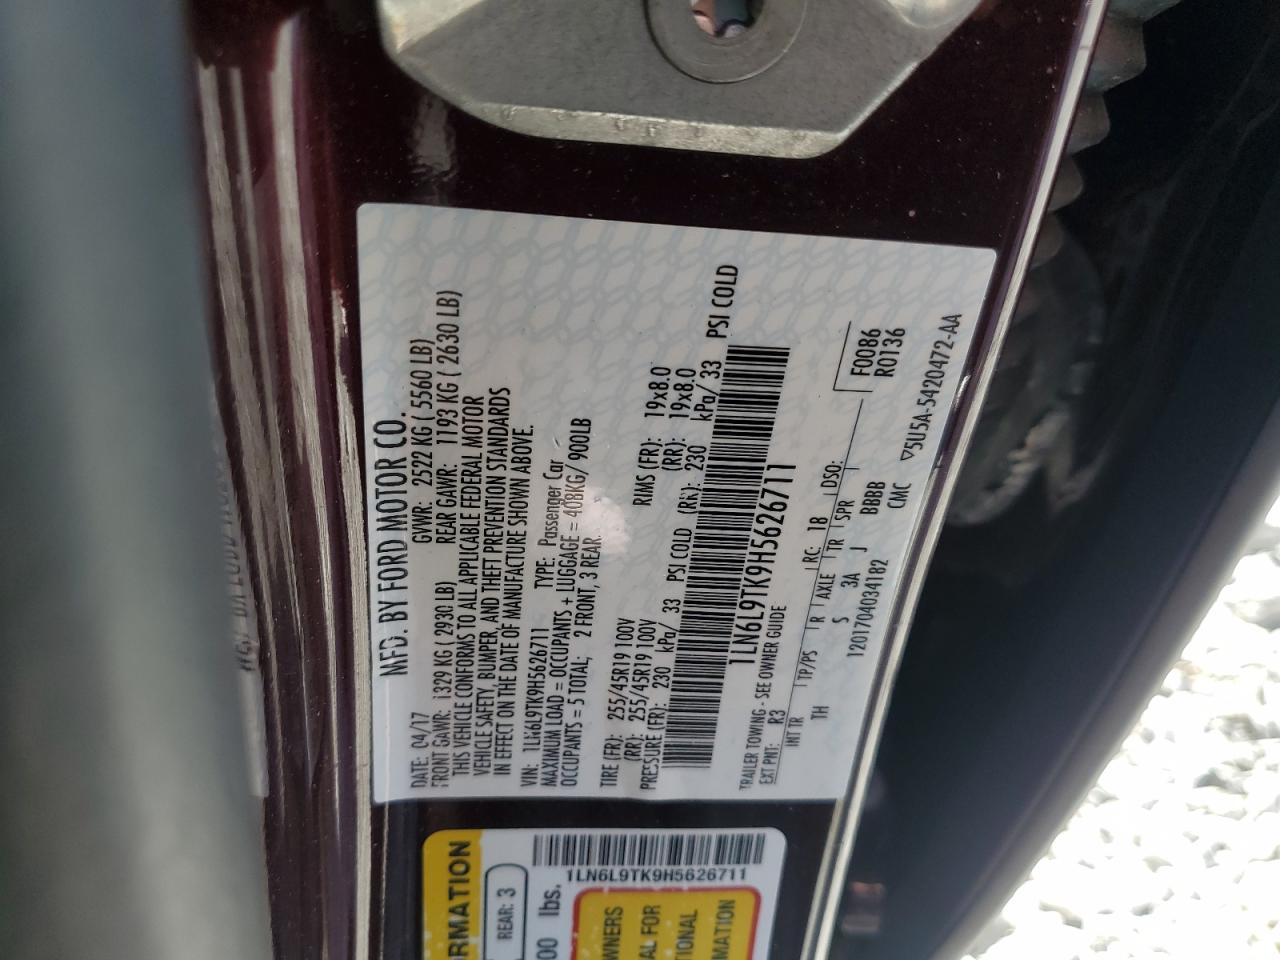 MFD. BY FORD MOTOR CO.
DATE: 04/17 GVWR: 2522 KG ( 5560 LB)
FRONT GAWR: 1329 KG ( 2930 LB) REAR GAWR: 1193 KG ( 2630 LB)
THIS VEHICLE CONFORMS TO ALL APPLICABLE FEDERAL MOTOR
VEHICLE SAFETY, BUMPER, AND THEFT PREVENTION STANDARDS
IN EFFECT ON THE DATE OF MANUFACTURE SHOWN ABOVE.
VIN: 1LN6L9TK9H5626711 TYPE: Passenger Car
MAXIMUM LOAD = OCCUPANTS + LUGGAGE = 408KG/ 900LB
OCCUPANTS = 5 TOTAL; 2 FRONT, 3 REAR
TIRE (FR): 255/45R19 100V RIMS (FR): 19x8.0
(RR): 255/45R19 100V (RR): 19x8.0
PRESSURE (FR): 230 kPa/ 33 PSI COLD (RR): 230 kPa/ 33 PSI COLD
1LN6L9TK9H5626711
TRAILER TOWING - SEE OWNER GUIDE
EXT PNT: R3 RC: 18 DSO: F0086
R0136
INT TR TP/PS R AXLE TR SPR
TH S 3A J BBBB
1201704034182 CMC
▽5U5A-5420472-AA
1LN6L9TK9H5626711
RMATION
REAR: 3
00 lbs.
WNERS
AL FOR
TIONAL
MATION